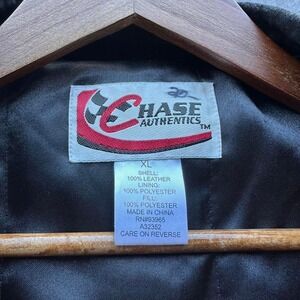 20
CHASE
AUTHENTICS
TM
XL
SHELL:
100% LEATHER
LINING:
100% POLYESTER
FILL:
100% POLYESTER
MADE IN CHINA
RN#93965
A32352
CARE ON REVERSE